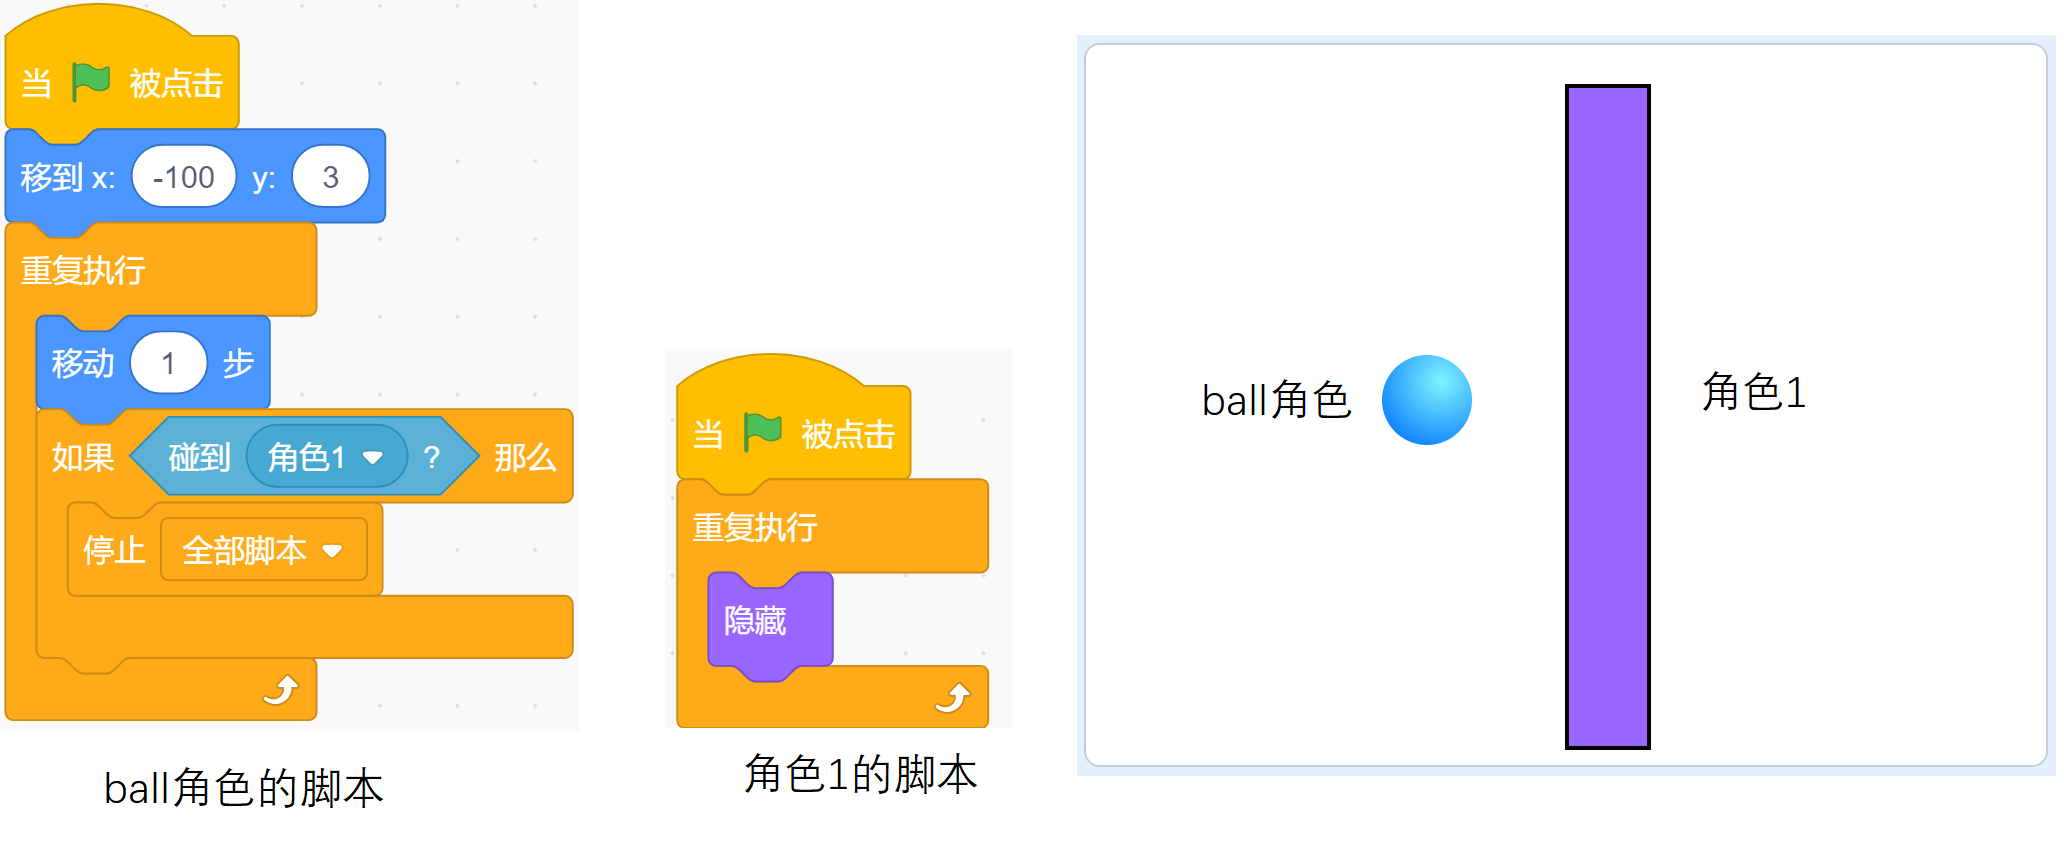 当 被点击
移到 x: -100 y: 3
重复执行
移动 1 步
如果 碰到 角色1 ? 那么
停止 全部脚本
ball角色的脚本
当 被点击
重复执行
隐藏
角色1的脚本
ball角色
角色1